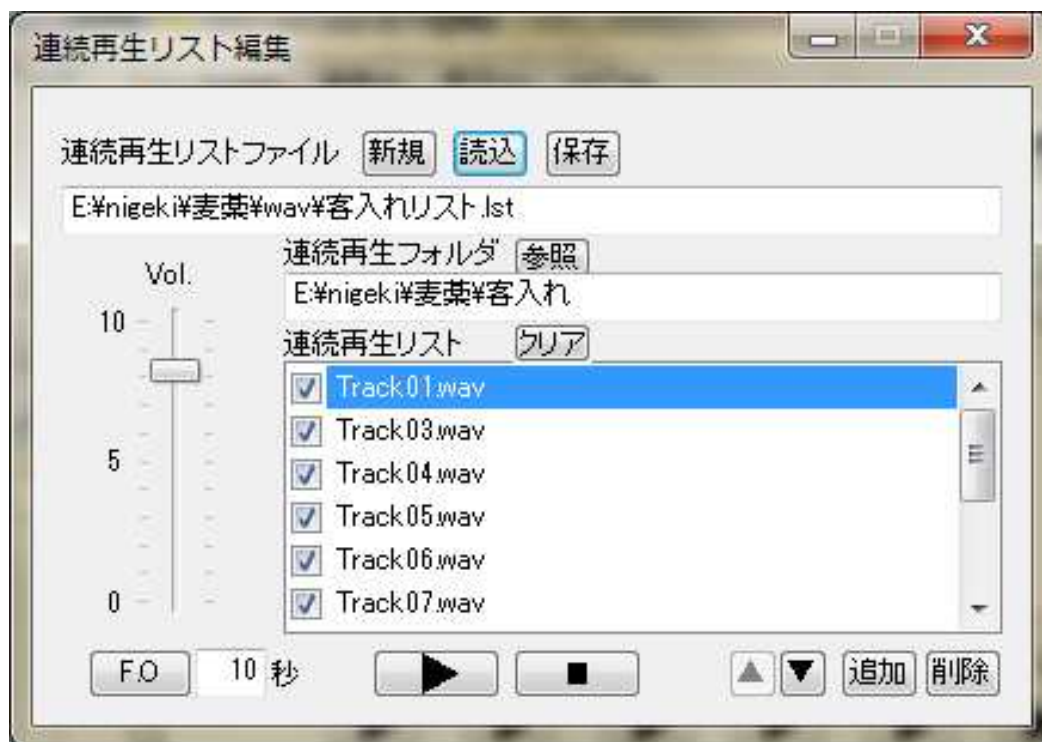 連続再生リスト編集
連続再生リストファイル 新規 読込 保存
E:¥nigeki¥麦藁¥wav¥客入れリスト.lst
連続再生フォルダ 参照
E:¥nigeki¥麦藁¥客入れ
Vol.
連続再生リスト クリア
10
5
0
Track01.wav
Track03.wav
Track04.wav
Track05.wav
Track06.wav
Track07.wav
F.O 10 秒
追加 削除